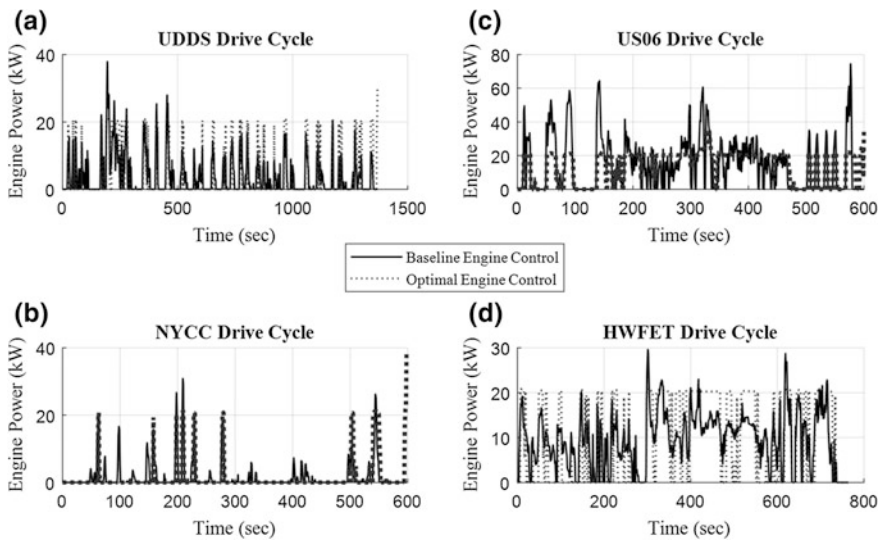 (a)
UDDS Drive Cycle
Engine Power (kW)
40
20
0
0 500 1000 1500
Time (sec)
(c)
US06 Drive Cycle
Engine Power (kW)
80
60
40
20
0
0 100 200 300 400 500 600
Time (sec)
Baseline Engine Control
Optimal Engine Control
(b)
NYCC Drive Cycle
Engine Power (kW)
40
20
0
0 100 200 300 400 500 600
Time (sec)
(d)
HWFET Drive Cycle
Engine Power (kW)
30
20
10
0
0 200 400 600 800
Time (sec)